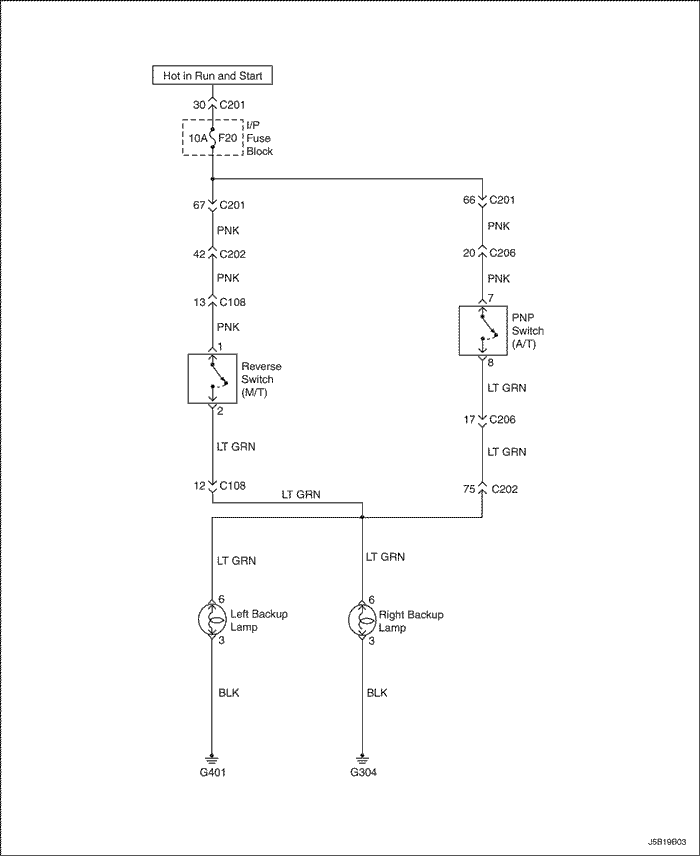 Hot in Run and Start
30 C201
10A F20
I/P
Fuse
Block
67 C201
66 C201
PNK
PNK
42 C202
20 C206
PNK
PNK
13 C108
7
PNK
PNP
Switch
(A/T)
1
8
Reverse
Switch
(M/T)
LT GRN
2
17 C206
LT GRN
LT GRN
12 C108
75 C202
LT GRN
LT GRN
LT GRN
6
6
Left Backup
Lamp
Right Backup
Lamp
3
3
BLK
BLK
G401
G304
J5B19B03